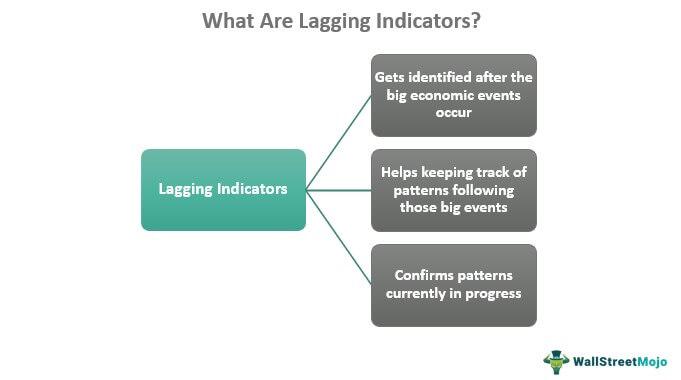 What Are Lagging Indicators?
Gets identified after the
big economic events
occur
Lagging Indicators
Helps keeping track of
patterns following
those big events
Confirms patterns
currently in progress
WallStreetMojo